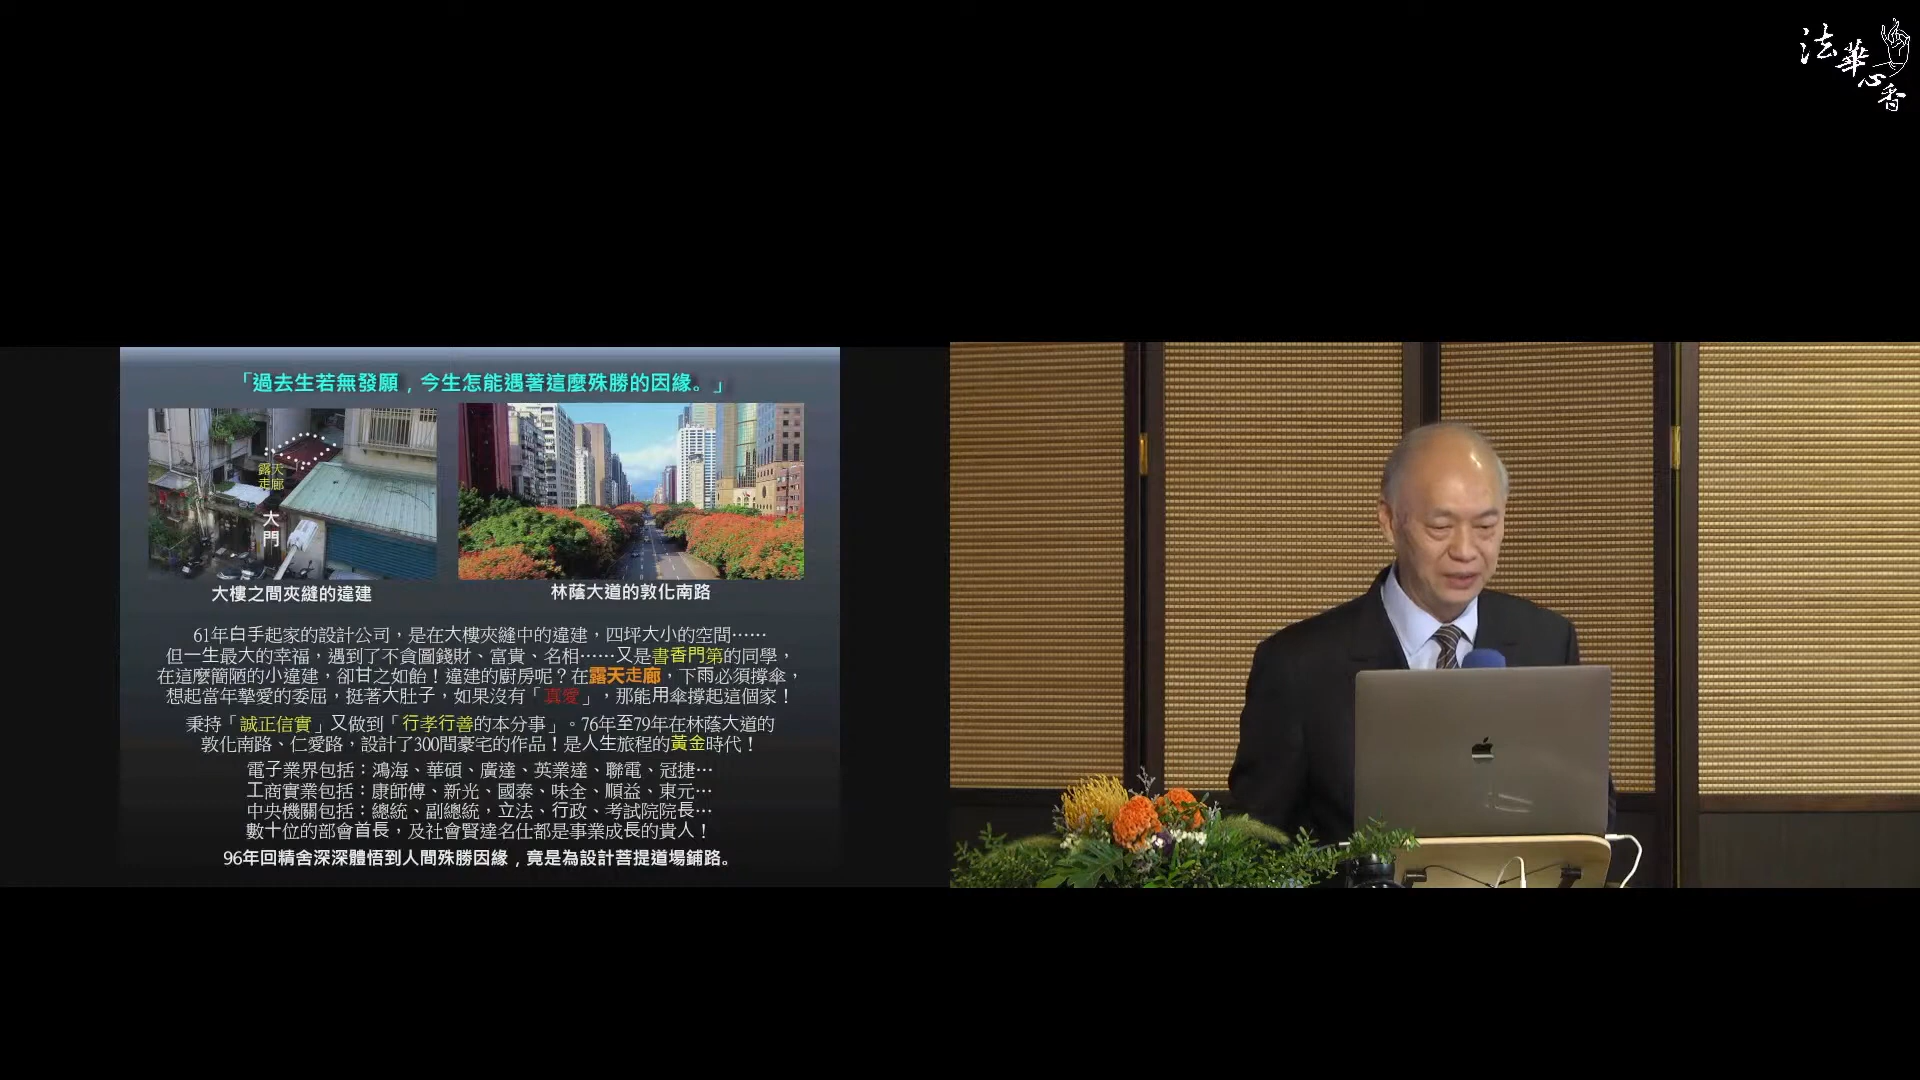 法華心香
「過去生若無發願，今生怎能遇著這麼殊勝的因緣。」
露天
走廊
大
門
大樓之間夾縫的違建
林蔭大道的敦化南路
61年白手起家的設計公司，是在大樓夾縫中的違建，四坪大小的空間……
但一生最大的幸福，遇到了不貪圖錢財、富貴、名相……又是書香門第的同學，
在這麼簡陋的小違建，卻甘之如飴！違建的廚房呢？在露天走廊，下雨必須撐傘，
想起當年摯愛的委屈，挺著大肚子，如果沒有「真愛」，那能用傘撐起這個家！
秉持「誠正信實」又做到「行孝行善的本分事」。76年至79年在林蔭大道的
敦化南路、仁愛路，設計了300間豪宅的作品！是人生旅程的黃金時代！
電子業界包括：鴻海、華碩、廣達、英業達、聯電、冠捷…
工商實業包括：康師傅、新光、國泰、味全、順益、東元…
中央機關包括：總統、副總統，立法、行政、考試院院長…
數十位的部會首長，及社會賢達名仕都是事業成長的貴人！
96年回精舍深深體悟到人間殊勝因緣，竟是為設計菩提道場鋪路。